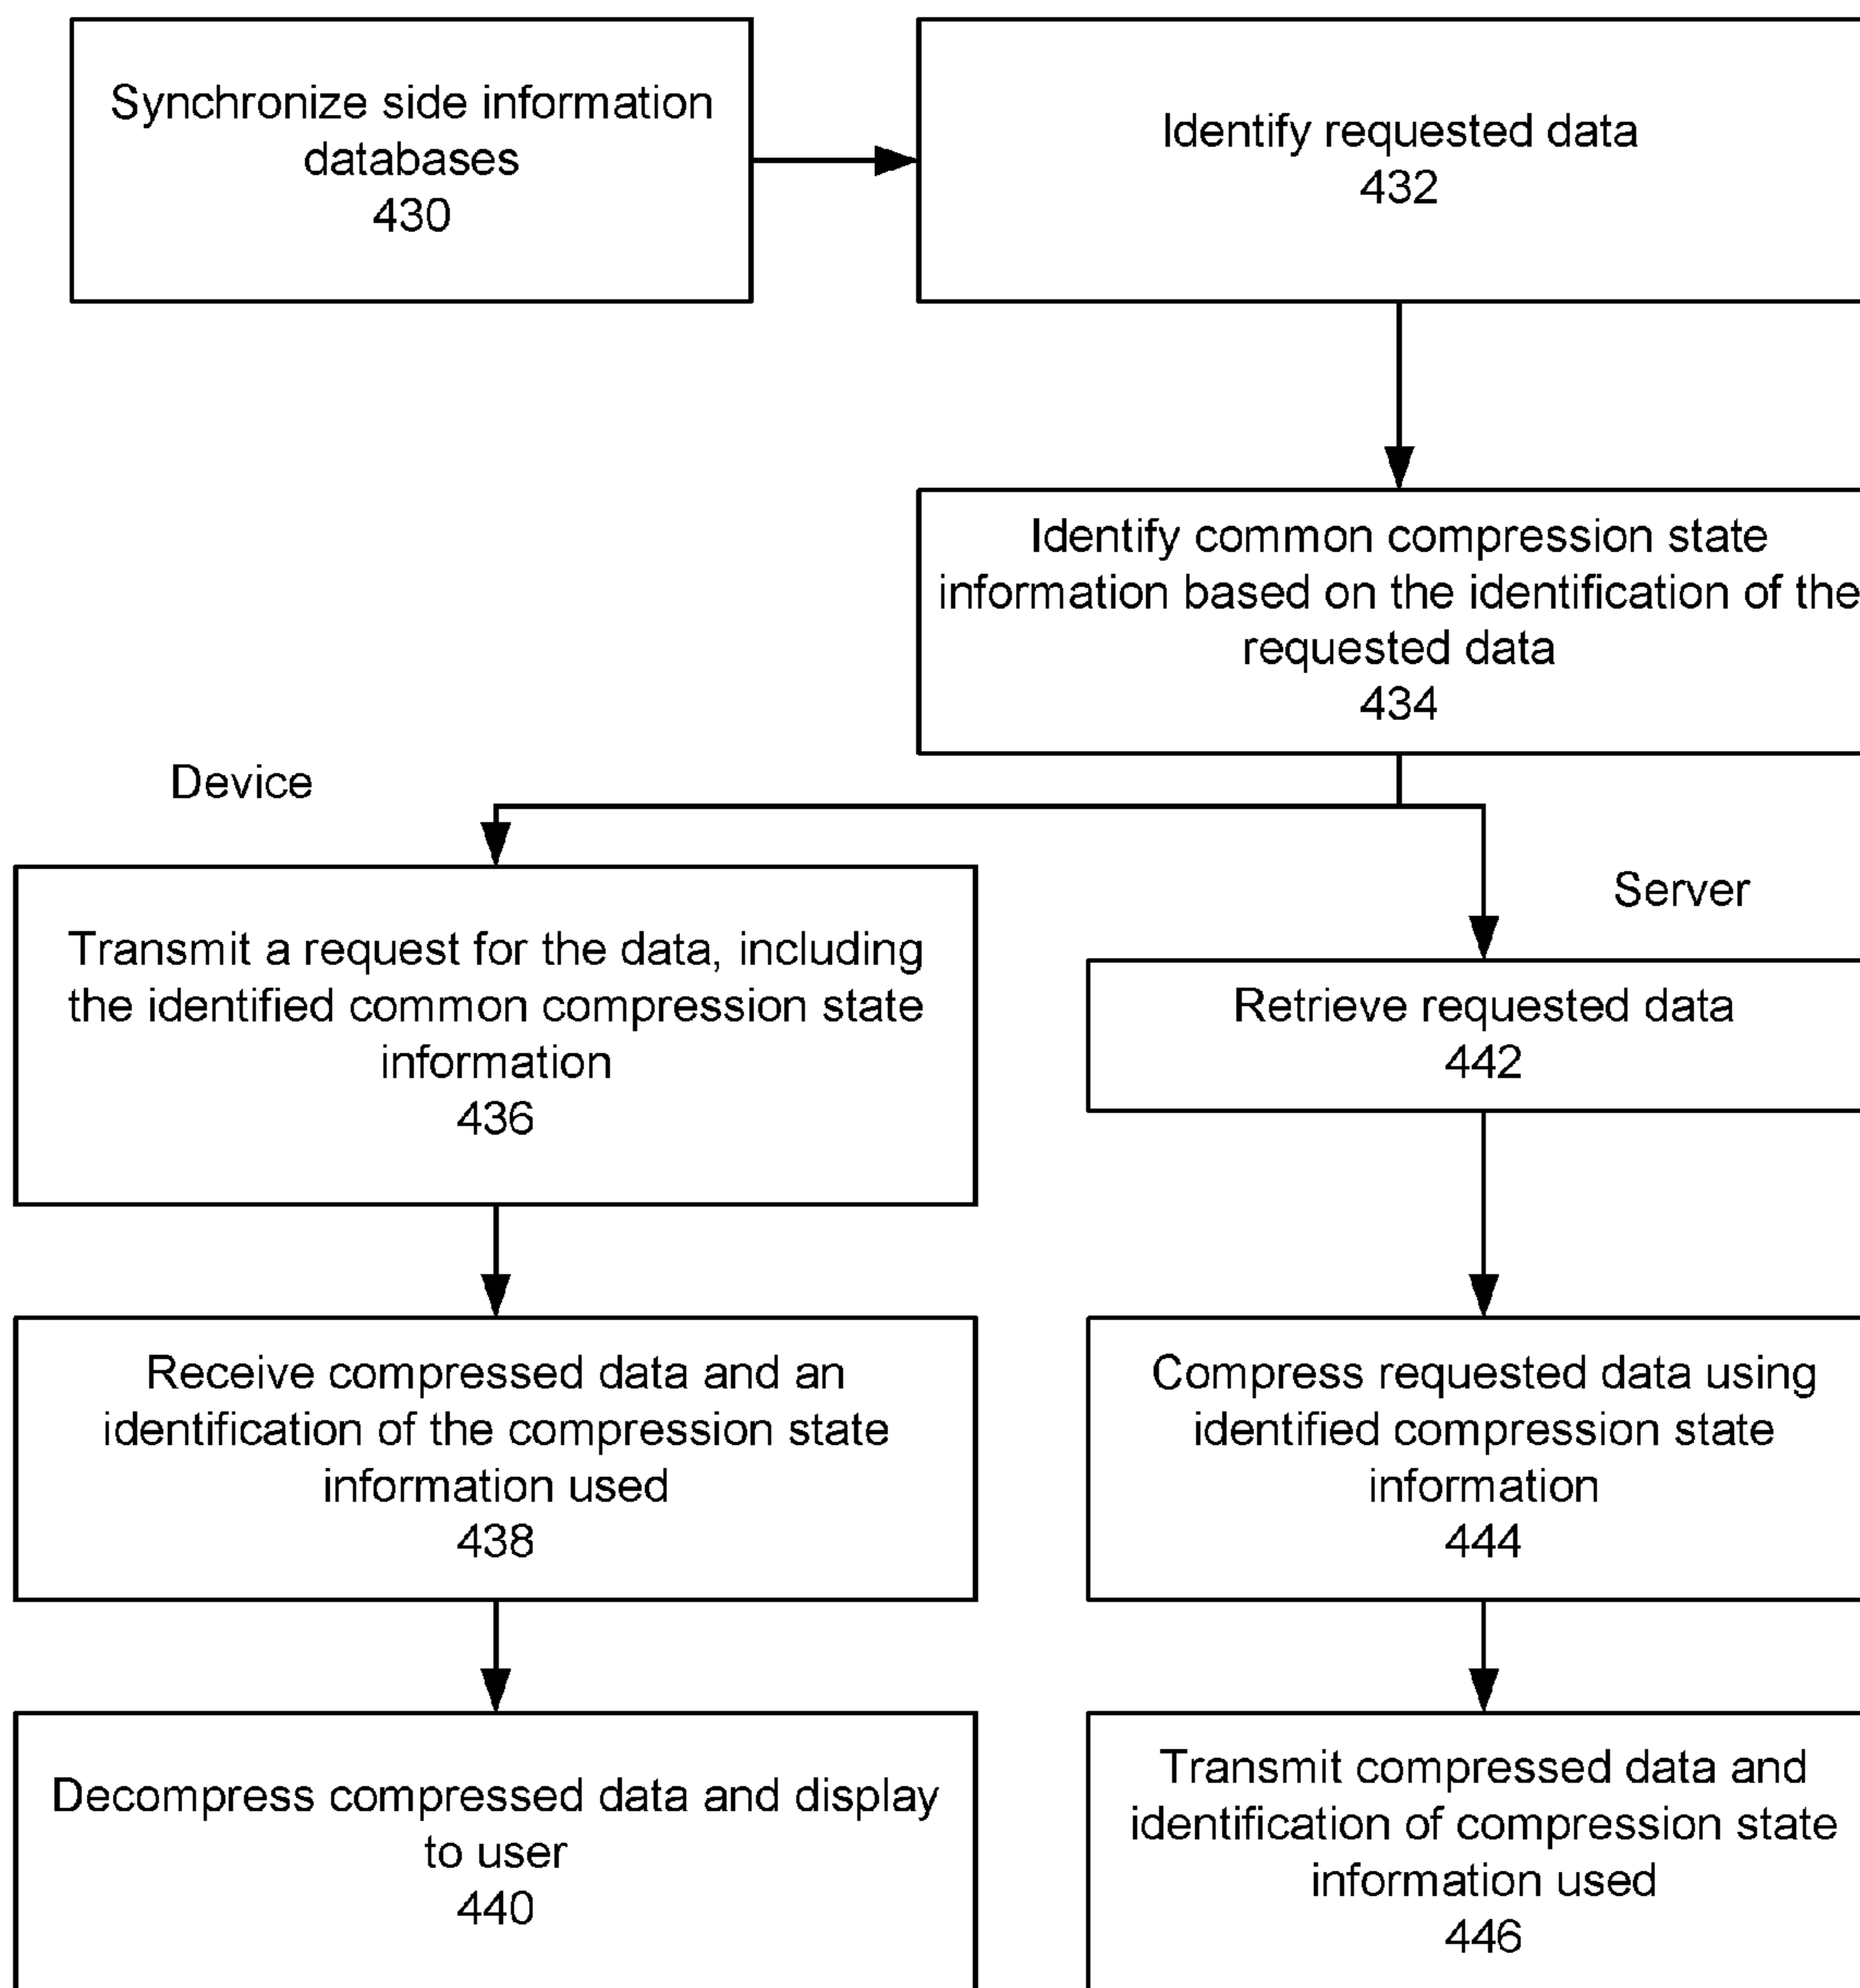 Synchronize side information
databases
430
Identify requested data
432
Identify common compression state
information based on the identification of the
requested data
434
Device
Server
Transmit a request for the data, including
the identified common compression state
information
436
Retrieve requested data
442
Receive compressed data and an
identification of the compression state
information used
438
Compress requested data using
identified compression state
information
444
Decompress compressed data and display
to user
440
Transmit compressed data and
identification of compression state
information used
446